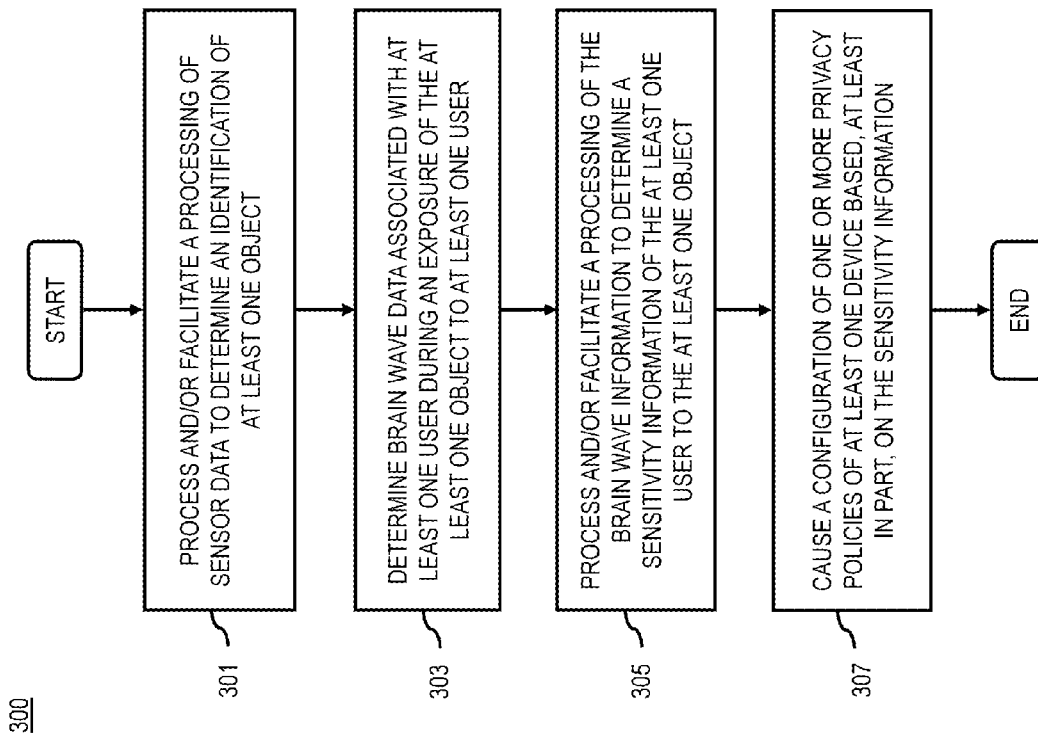 300
START
301
PROCESS AND/OR FACILITATE A PROCESSING OF
SENSOR DATA TO DETERMINE AN IDENTIFICATION OF
AT LEAST ONE OBJECT
303
DETERMINE BRAIN WAVE DATA ASSOCIATED WITH AT
LEAST ONE USER DURING AN EXPOSURE OF THE AT
LEAST ONE OBJECT TO AT LEAST ONE USER
305
PROCESS AND/OR FACILITATE A PROCESSING OF THE
BRAIN WAVE INFORMATION TO DETERMINE A
SENSITIVITY INFORMATION OF THE AT LEAST ONE
USER TO THE AT LEAST ONE OBJECT
307
CAUSE A CONFIGURATION OF ONE OR MORE PRIVACY
POLICIES OF AT LEAST ONE DEVICE BASED, AT LEAST
IN PART, ON THE SENSITIVITY INFORMATION
END